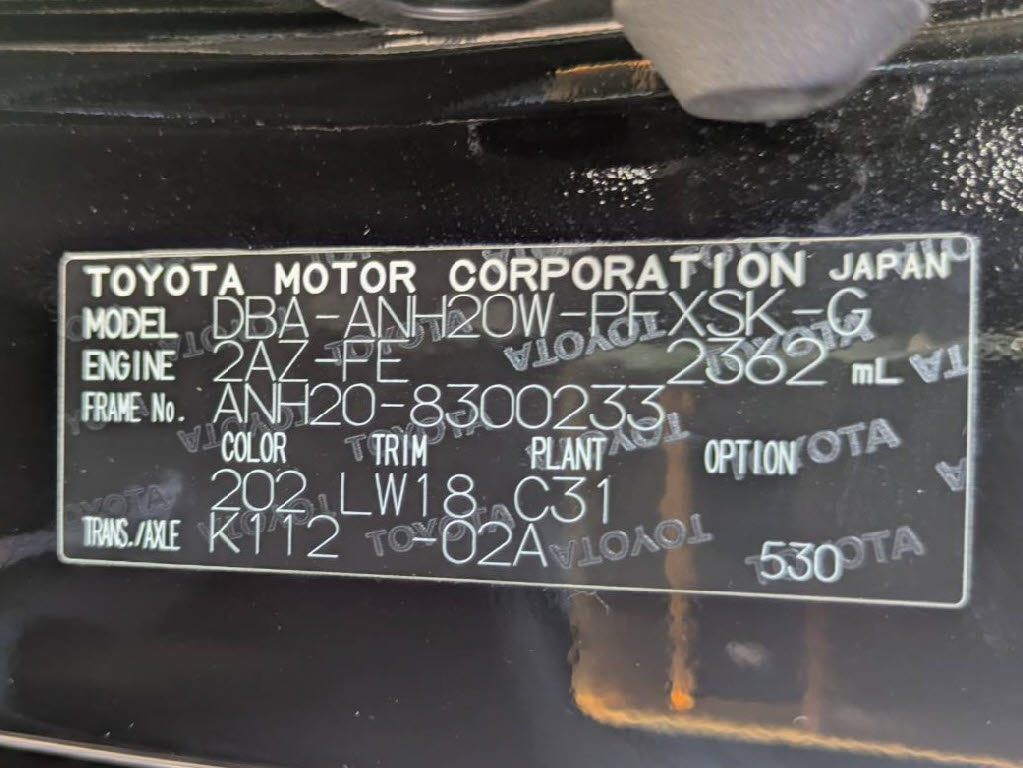 TOYOTA MOTOR CORPORATION JAPAN
MODEL DBA-ANH20W-PFXSK-G
ENGINE 2AZ-FE 2362 mL
FRAME No. ANH20-8300233
COLOR TRIM PLANT OPTION
202 LW18 C31
TRANS./AXLE K112 -02A 530